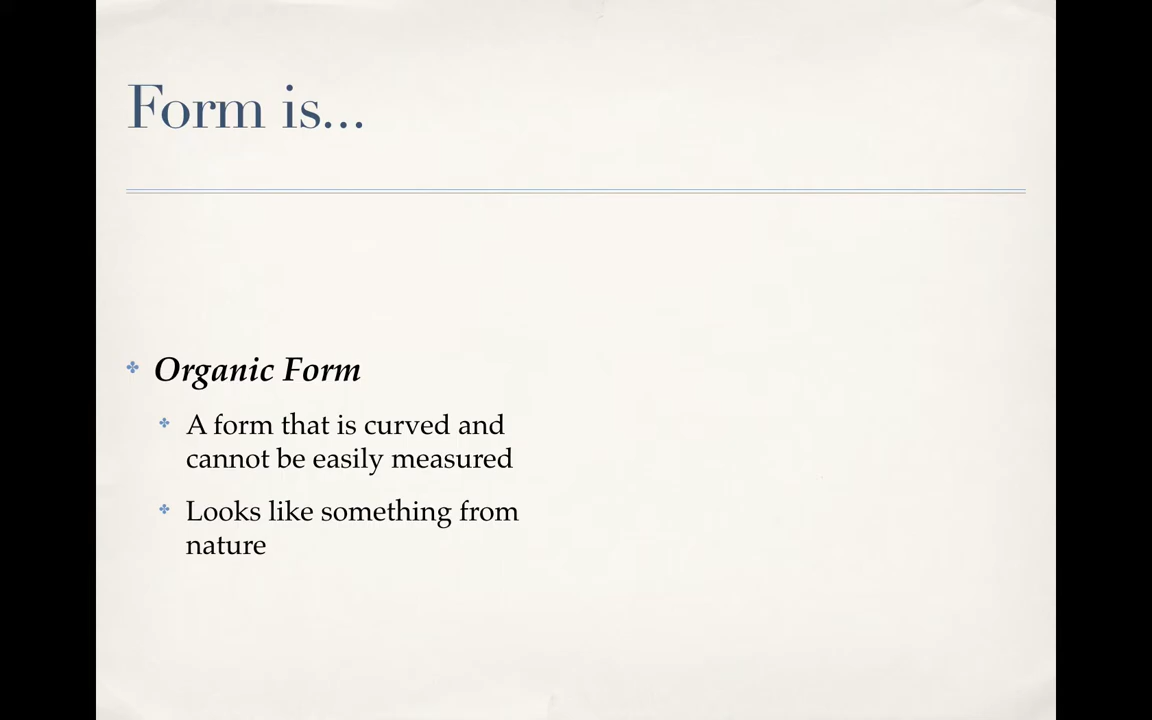 Form is...
Organic Form
A form that is curved and
cannot be easily measured
Looks like something from
nature